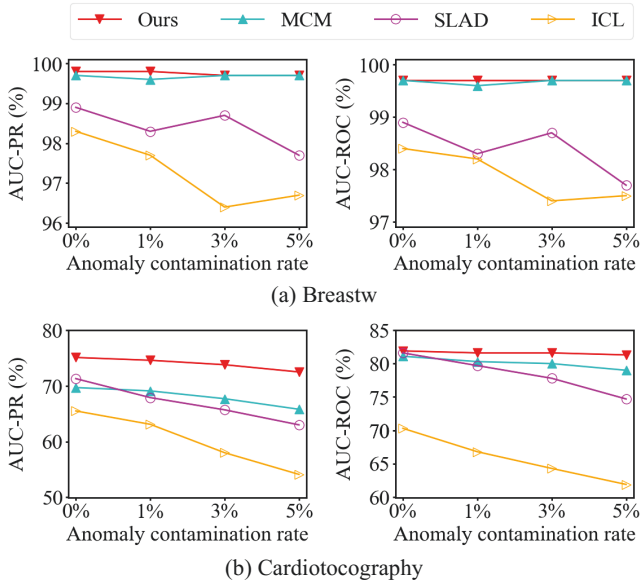 Ours MCM SLAD ICL
AUC-PR (%)
100
99
98
97
96
0% 1% 3% 5%
Anomaly contamination rate
AUC-ROC (%)
100
99
98
97
0% 1% 3% 5%
Anomaly contamination rate
(a) Breastw
AUC-PR (%)
80
70
60
50
0% 1% 3% 5%
Anomaly contamination rate
AUC-ROC (%)
85
80
75
70
65
60
0% 1% 3% 5%
Anomaly contamination rate
(b) Cardiotocography